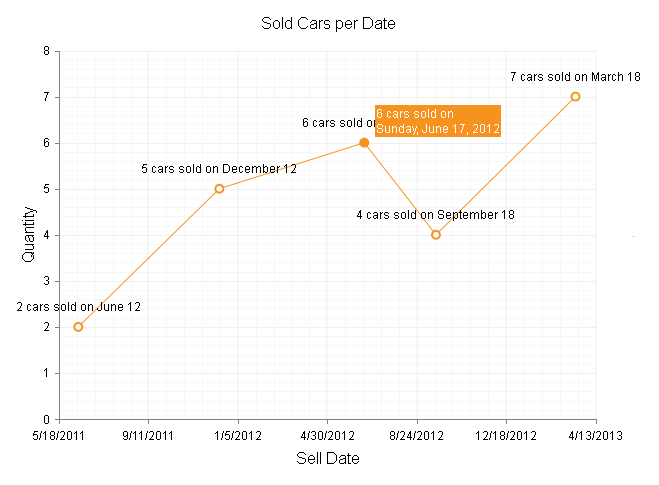 Sold Cars per Date
8
7 cars sold on March 18
7
6 cars sold on
Sunday, June 17, 2012
6 cars sold on
6
5 cars sold on December 12
5
4 cars sold on September 18
4
Quantity
3
2 cars sold on June 12
2
1
0
5/18/2011 9/11/2011 1/5/2012 4/30/2012 8/24/2012 12/18/2012 4/13/2013
Sell Date